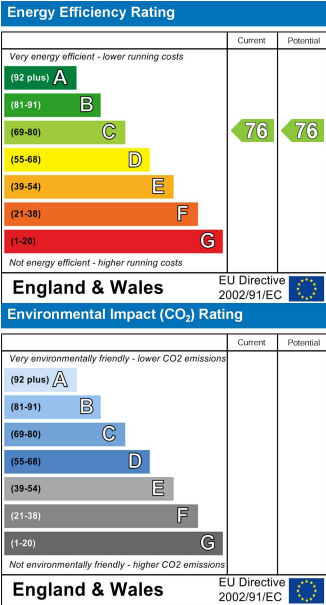 Energy Efficiency Rating
Current Potential
Very energy efficient - lower running costs
(92 plus) A
(81-91) B
(69-80) C 76 76
(55-68) D
(39-54) E
(21-38) F
(1-20) G
Not energy efficient - higher running costs
England & Wales
EU Directive
2002/91/EC
Environmental Impact (CO₂) Rating
Current Potential
Very environmentally friendly - lower CO2 emissions
(92 plus) A
(81-91) B
(69-80) C
(55-68) D
(39-54) E
(21-38) F
(1-20) G
Not environmentally friendly - higher CO2 emissions
England & Wales
EU Directive
2002/91/EC